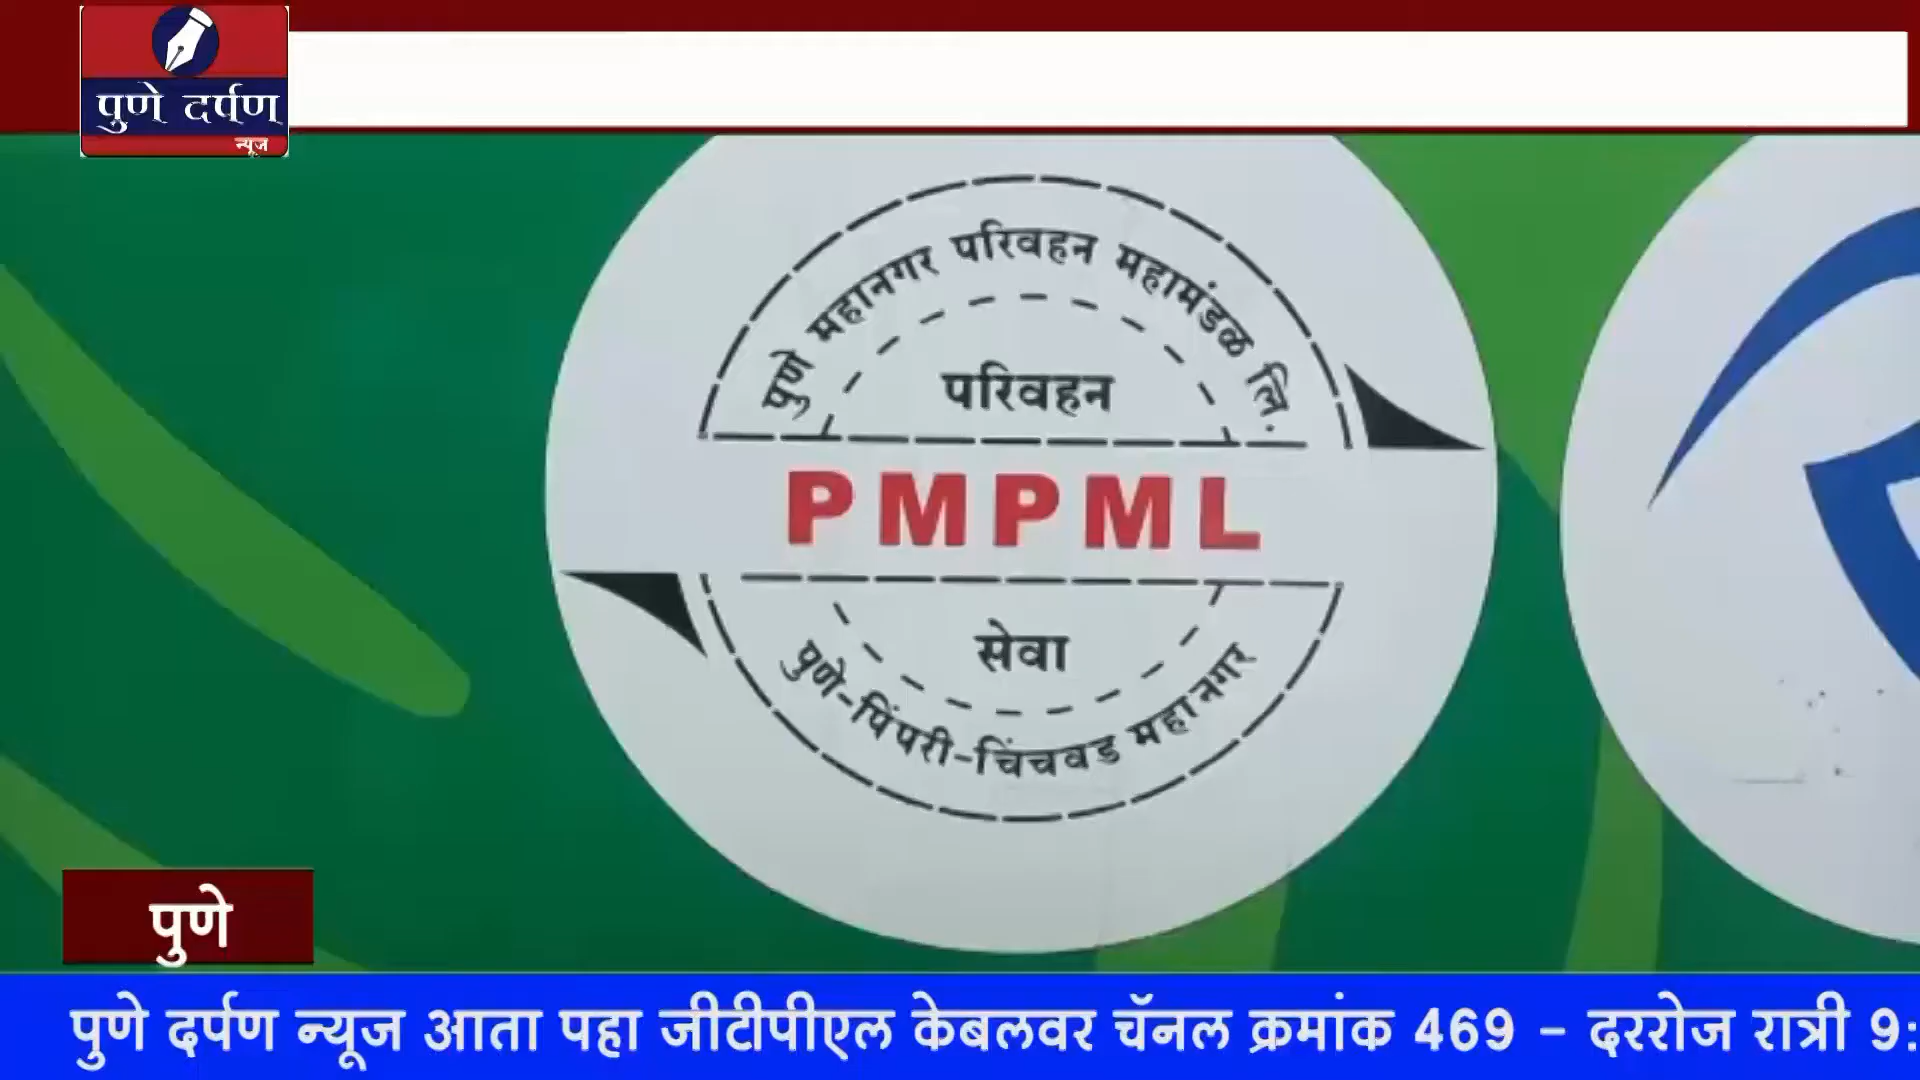 पुणे दर्पण
न्यूज
पुणे महानगर परिवहन महामंडळ लि.
परिवहन
PMPML
सेवा
पुणे-पिंपरी-चिंचवड महानगर
पुणे
पुणे दर्पण न्यूज आता पहा जीटीपीएल केबलवर चॅनल क्रमांक 469 - दररोज रात्री 9: